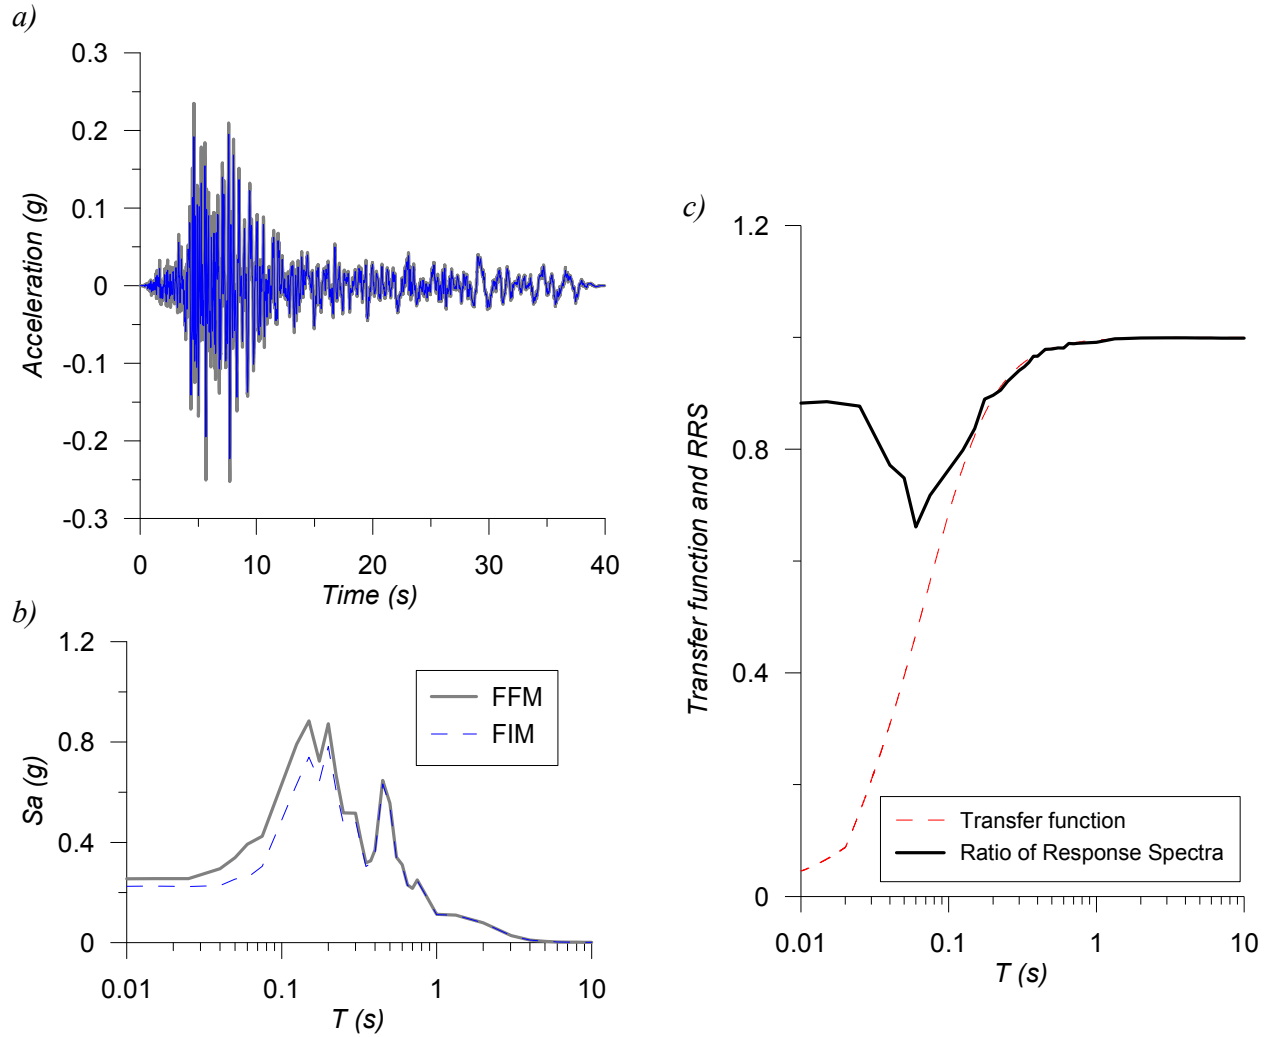 a)
0.3
0.2
0.1
0
-0.1
-0.2
-0.3
Acceleration (g)
0 10 20 30 40
Time (s)
b)
1.2
0.8
0.4
0
Sa (g)
FFM
FIM
0.01 0.1 1 10
T (s)
c)
1.2
0.8
0.4
0
Transfer function and RRS
Transfer function
Ratio of Response Spectra
0.01 0.1 1 10
T (s)